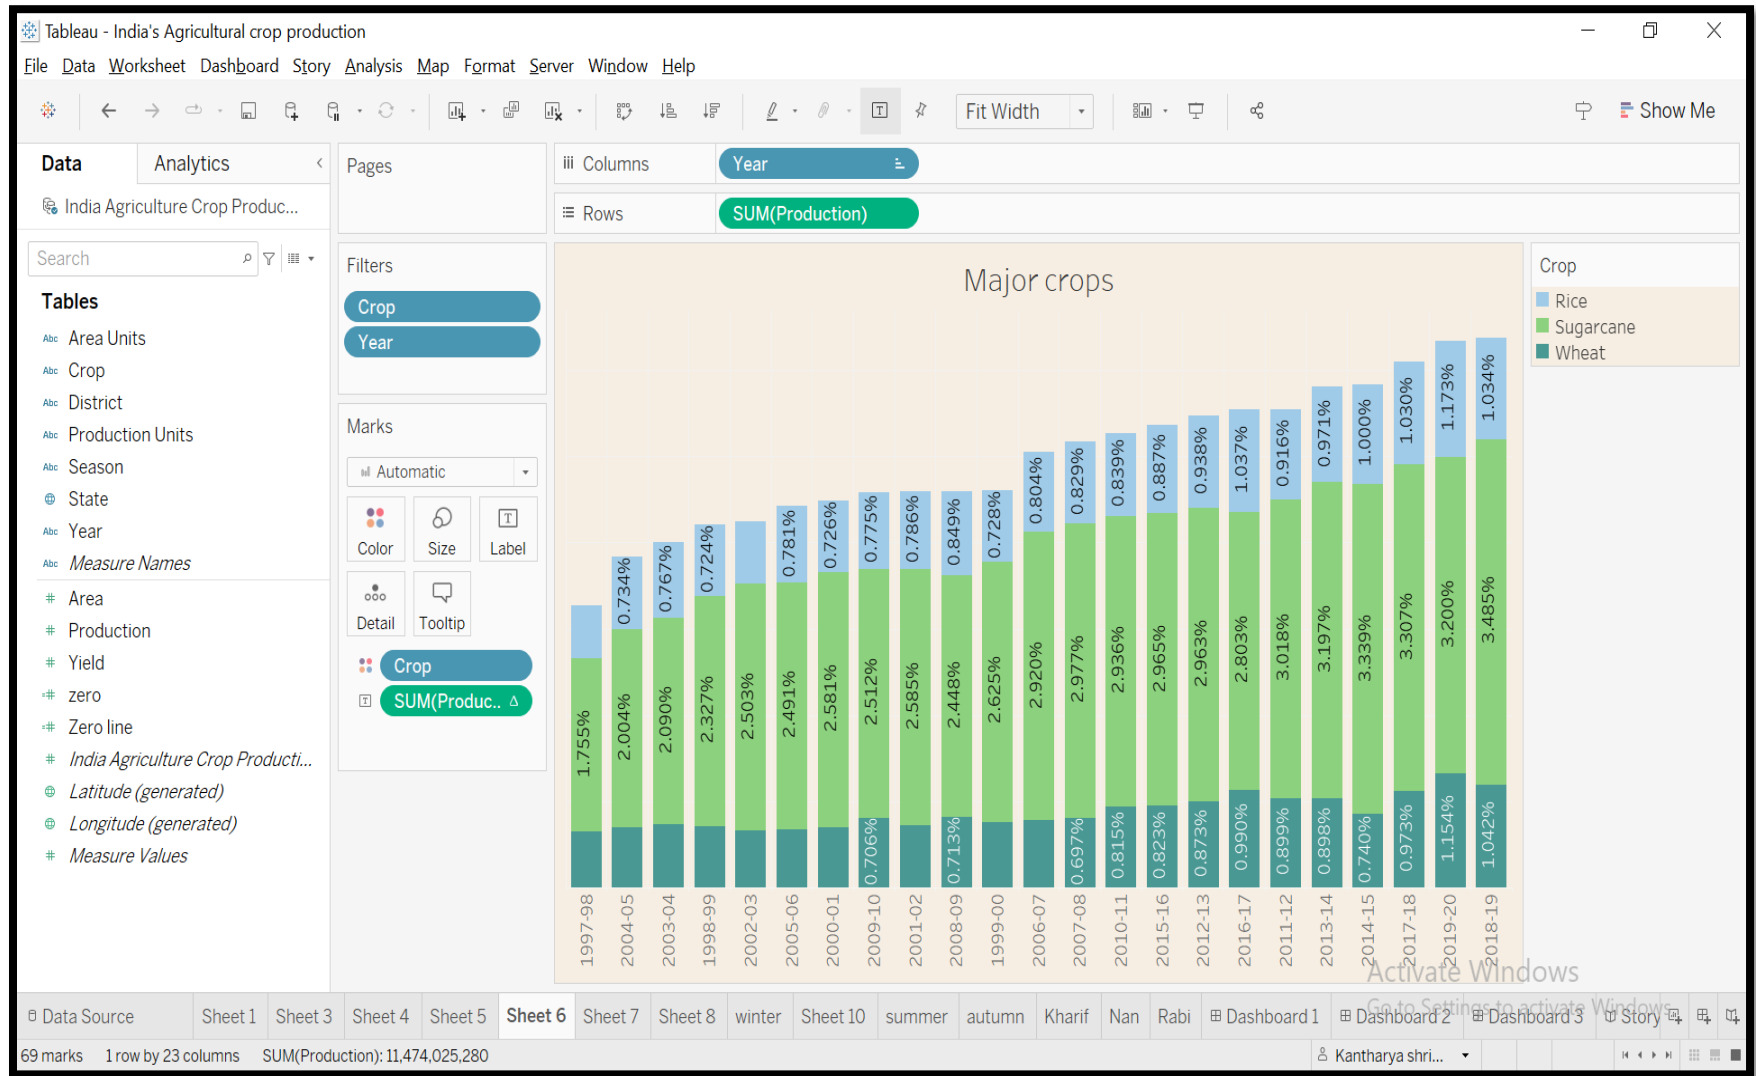 Tableau - India's Agricultural crop production
File Data Worksheet Dashboard Story Analysis Map Format Server Window Help
Fit Width
Show Me
Data Analytics
India Agriculture Crop Produc...
Search
Tables
Abc Area Units
Abc Crop
Abc District
Abc Production Units
Abc Season
State
Abc Year
Abc Measure Names
# Area
# Production
# Yield
=# zero
=# Zero line
# India Agriculture Crop Producti...
Latitude (generated)
Longitude (generated)
# Measure Values
Pages
Filters
Crop
Year
Marks
Automatic
Color Size Label
Detail Tooltip
Crop
SUM(Produc.. Δ
iii Columns Year
Rows SUM(Production)
Major crops
1.755%
0.734% 2.004%
0.767% 2.090%
0.724% 2.327%
2.503%
0.781% 2.491%
0.726% 2.581%
0.775% 2.512% 0.706%
0.786% 2.585%
0.849% 2.448% 0.713%
0.728% 2.625%
0.804% 2.920%
0.829% 2.977% 0.697%
0.839% 2.936% 0.815%
0.887% 2.965% 0.823%
0.938% 2.963% 0.873%
1.037% 2.803% 0.990%
0.916% 3.018% 0.899%
0.971% 3.197% 0.898%
1.000% 3.339% 0.740%
1.030% 3.307% 0.973%
1.173% 3.200% 1.154%
1.034% 3.485% 1.042%
1997-98 2004-05 2003-04 1998-99 2002-03 2005-06 2000-01 2009-10 2001-02 2008-09 1999-00 2006-07 2007-08 2010-11 2015-16 2012-13 2016-17 2011-12 2013-14 2014-15 2017-18 2019-20 2018-19
Crop
Rice
Sugarcane
Wheat
Activate Windows
Go to Settings to activate Windows.
Data Source Sheet 1 Sheet 3 Sheet 4 Sheet 5 Sheet 6 Sheet 7 Sheet 8 winter Sheet 10 summer autumn Kharif Nan Rabi Dashboard 1 Dashboard 2 Dashboard 3 Story
69 marks 1 row by 23 columns SUM(Production): 11,474,025,280
Kantharya shri...